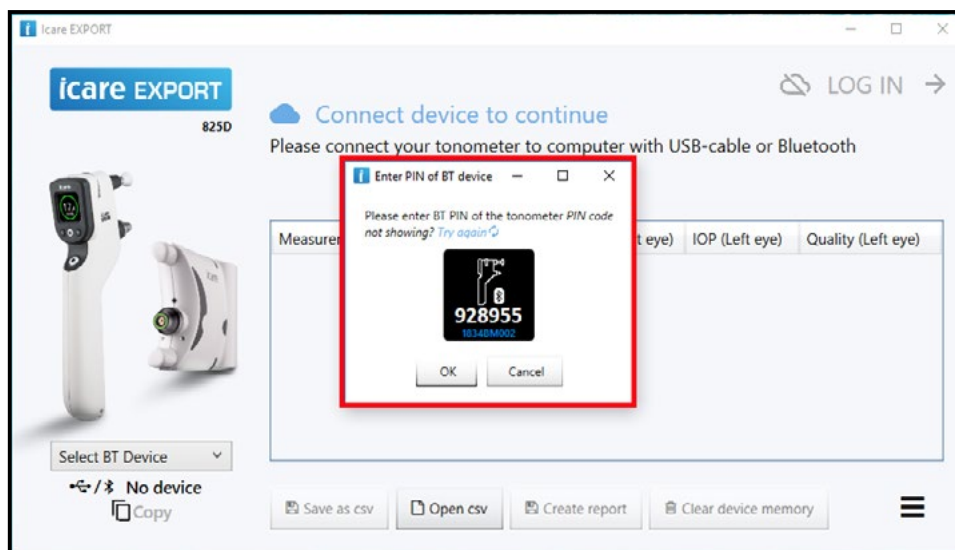 icare EXPORT
icare EXPORT
825D
LOG IN
Connect device to continue
Please connect your tonometer to computer with USB-cable or Bluetooth
Enter PIN of BT device
Please enter BT PIN of the tonometer PIN code
not showing? Try again
928955
1834BM002
OK Cancel
t eye) IOP (Left eye) Quality (Left eye)
Select BT Device
/ No device
Copy
Save as csv Open csv Create report Clear device memory